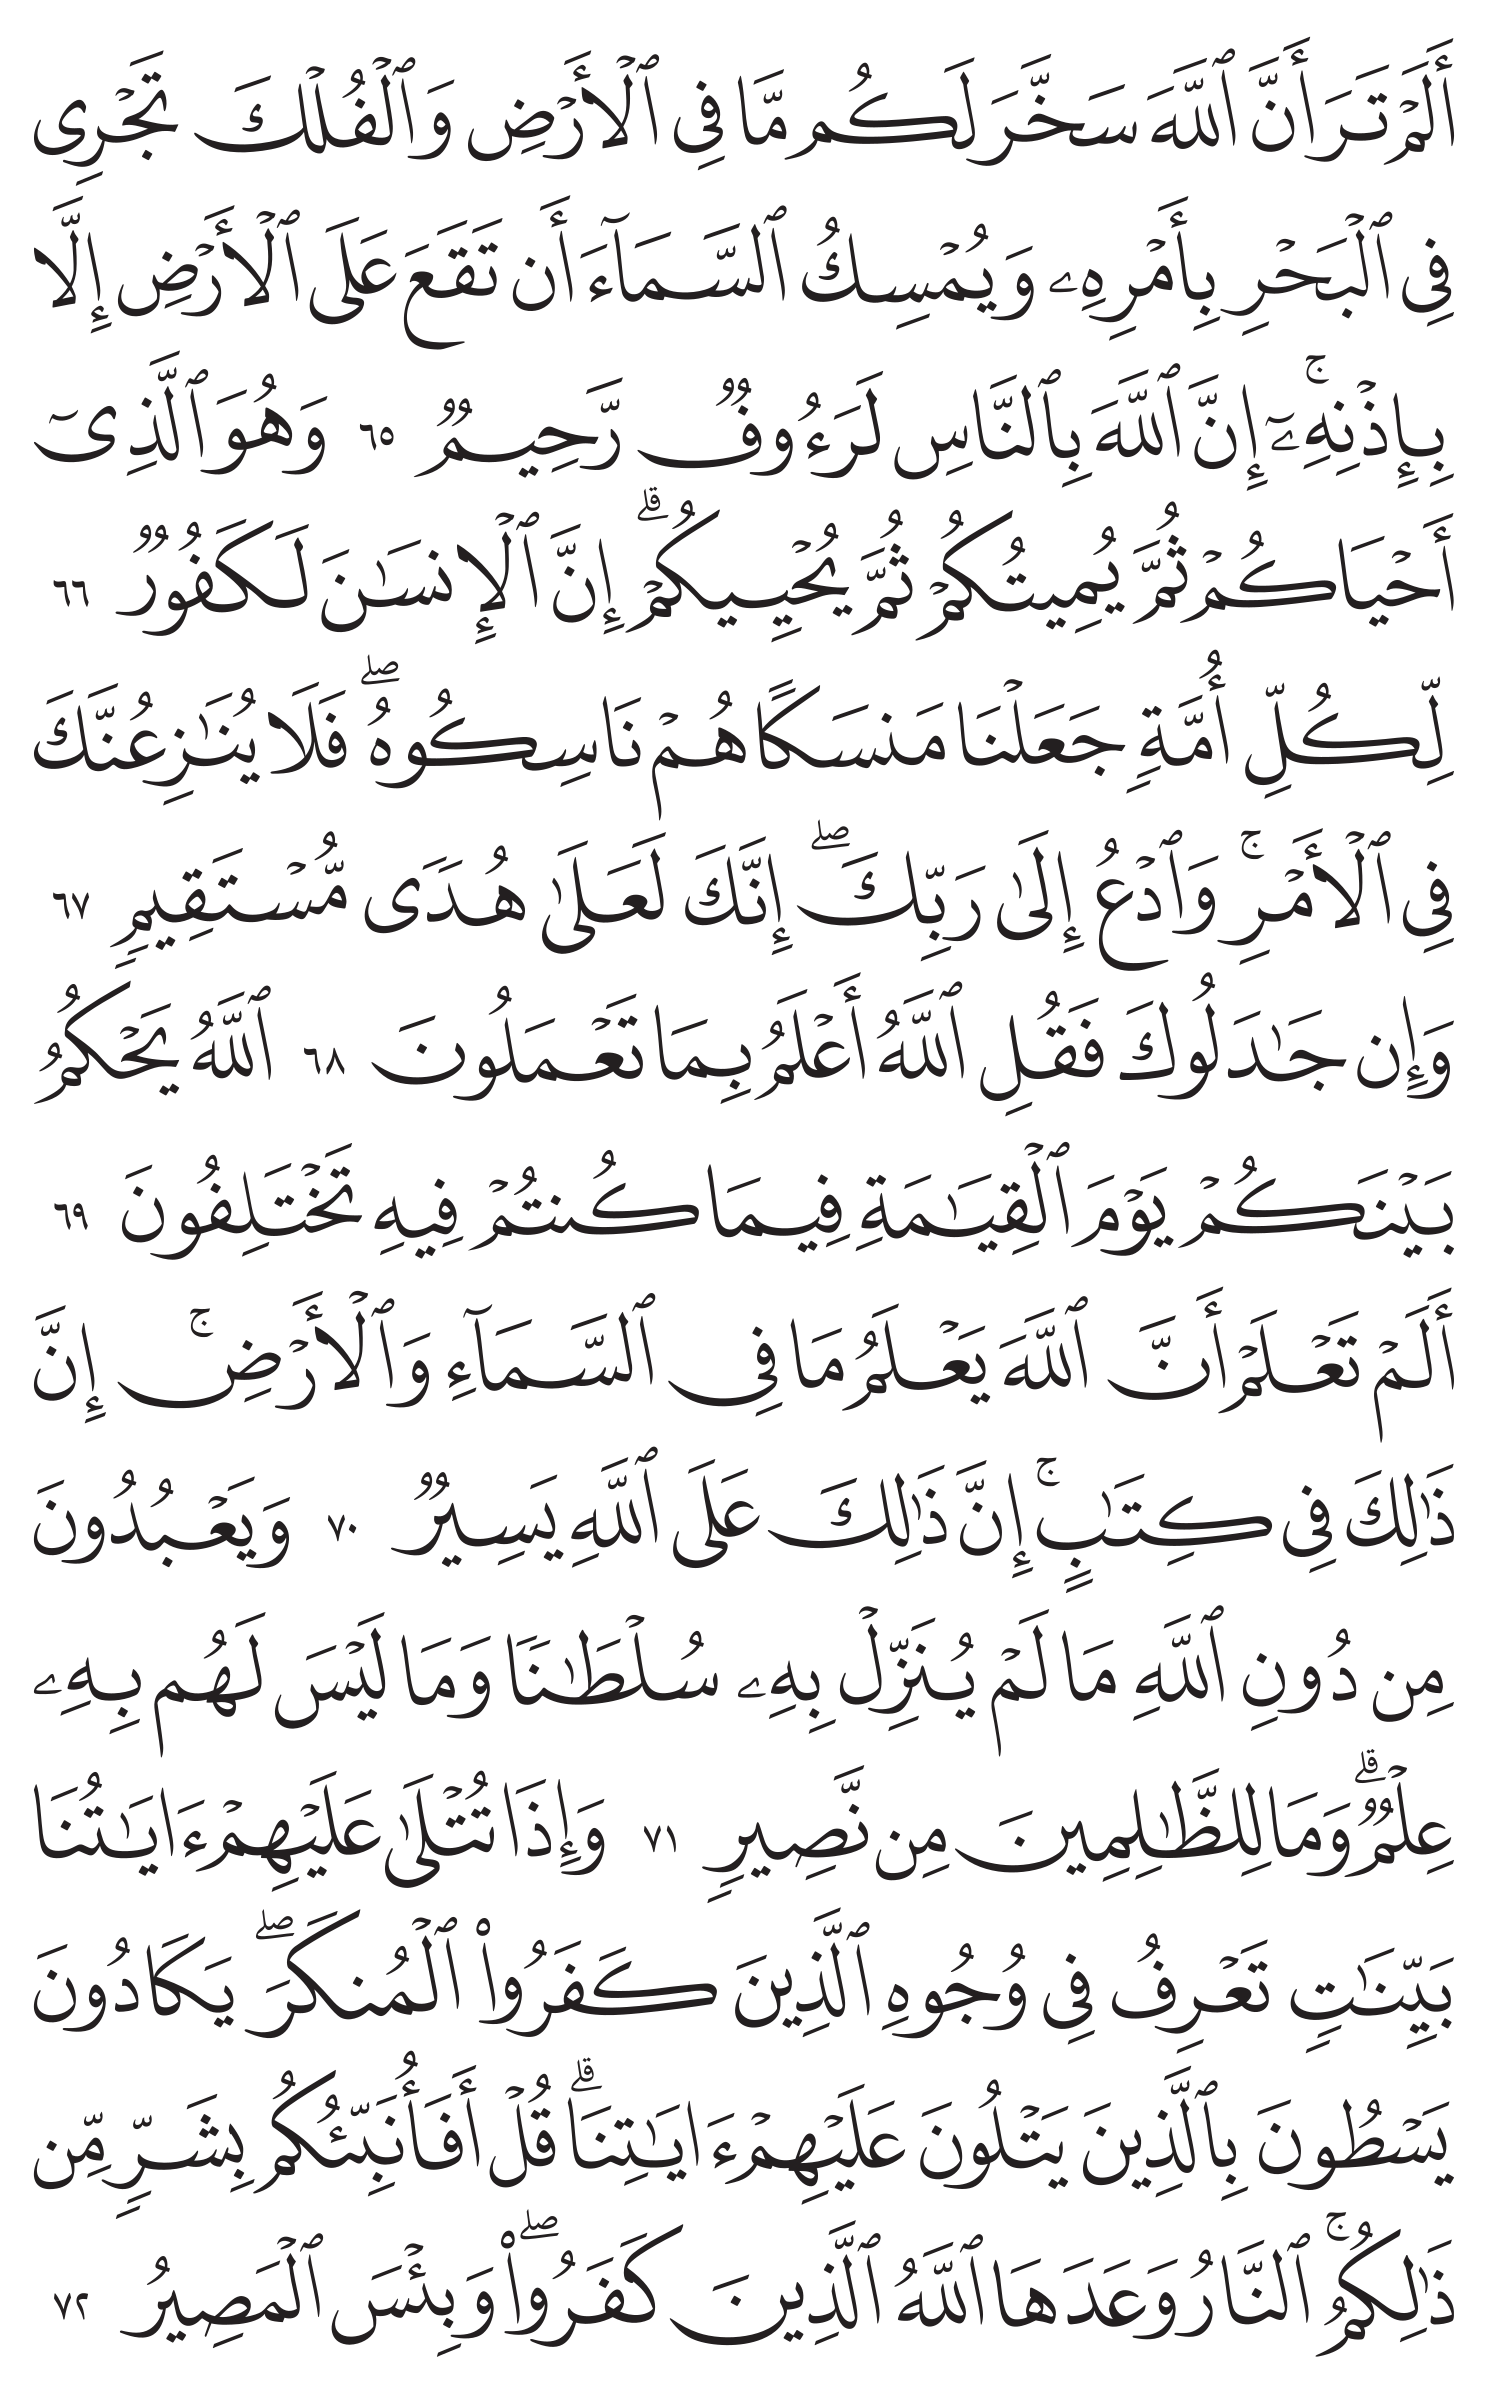 أَلَمْ تَرَ أَنَّ ٱللَّهَ سَخَّرَ لَكُم مَّا فِى ٱلْأَرْضِ وَٱلْفُلْكَ تَجْرِى
فِى ٱلْبَحْرِ بِأَمْرِهِۦ وَيُمْسِكُ ٱلسَّمَآءَ أَن تَقَعَ عَلَى ٱلْأَرْضِ إِلَّا
بِإِذْنِهِۦٓ ۚ إِنَّ ٱللَّهَ بِٱلنَّاسِ لَرَءُوفٌ رَّحِيمٌ ٦٥ وَهُوَ ٱلَّذِىٓ
أَحْيَاكُمْ ثُمَّ يُمِيتُكُمْ ثُمَّ يُحْيِيكُمْ ۗ إِنَّ ٱلْإِنسَـٰنَ لَكَفُورٌ ٦٦
لِّكُلِّ أُمَّةٍ جَعَلْنَا مَنسَكًا هُمْ نَاسِكُوهُ ۖ فَلَا يُنَـٰزِعُنَّكَ
فِى ٱلْأَمْرِ ۚ وَٱدْعُ إِلَىٰ رَبِّكَ ۖ إِنَّكَ لَعَلَىٰ هُدًى مُّسْتَقِيمٍ ٦٧
وَإِن جَـٰدَلُوكَ فَقُلِ ٱللَّهُ أَعْلَمُ بِمَا تَعْمَلُونَ ٦٨ ٱللَّهُ يَحْكُمُ
بَيْنَكُمْ يَوْمَ ٱلْقِيَـٰمَةِ فِيمَا كُنتُمْ فِيهِ تَخْتَلِفُونَ ٦٩
أَلَمْ تَعْلَمْ أَنَّ ٱللَّهَ يَعْلَمُ مَا فِى ٱلسَّمَآءِ وَٱلْأَرْضِ ۚ إِنَّ
ذَٰلِكَ فِى كِتَـٰبٍ ۚ إِنَّ ذَٰلِكَ عَلَى ٱللَّهِ يَسِيرٌ ٧٠ وَيَعْبُدُونَ
مِن دُونِ ٱللَّهِ مَا لَمْ يُنَزِّلْ بِهِۦ سُلْطَـٰنًا وَمَا لَيْسَ لَهُم بِهِۦ
عِلْمٌ ۗ وَمَا لِلظَّـٰلِمِينَ مِن نَّصِيرٍ ٧١ وَإِذَا تُتْلَىٰ عَلَيْهِمْ ءَايَـٰتُنَا
بَيِّنَـٰتٍ تَعْرِفُ فِى وُجُوهِ ٱلَّذِينَ كَفَرُوا۟ ٱلْمُنكَرَ ۖ يَكَادُونَ
يَسْطُونَ بِٱلَّذِينَ يَتْلُونَ عَلَيْهِمْ ءَايَـٰتِنَا ۗ قُلْ أَفَأُنَبِّئُكُم بِشَرٍّ مِّن
ذَٰلِكُمُ ۚ ٱلنَّارُ وَعَدَهَا ٱللَّهُ ٱلَّذِينَ كَفَرُوا۟ ۖ وَبِئْسَ ٱلْمَصِيرُ ٧٢